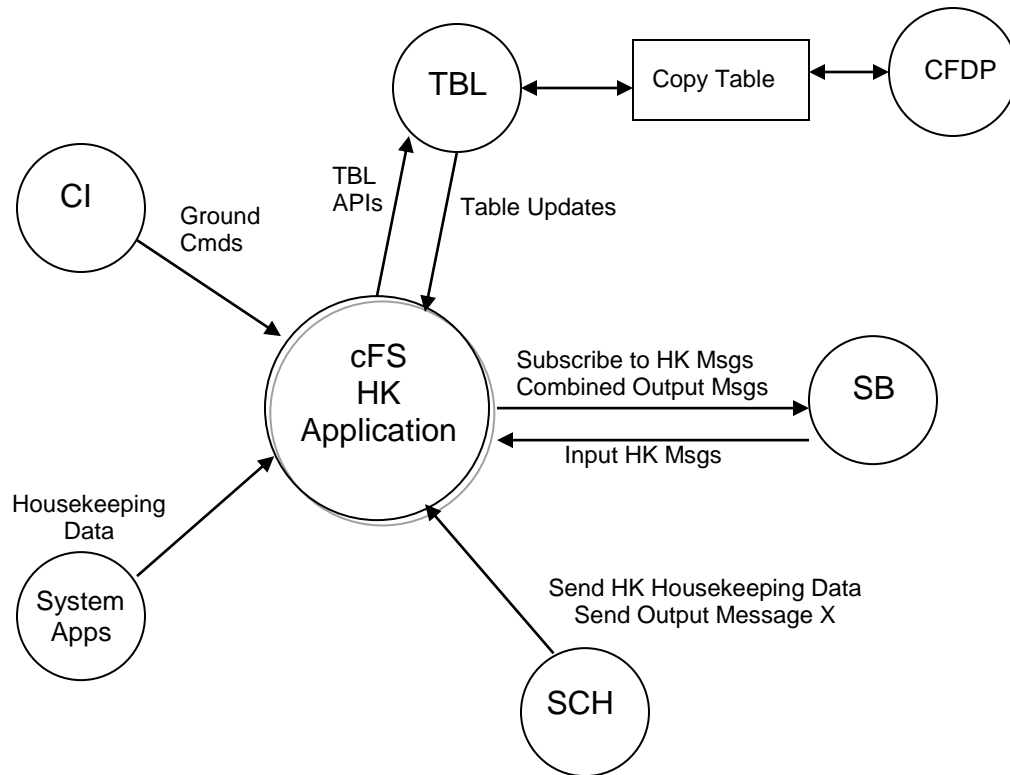 TBL
Copy Table
CFDP
CI
TBL
APIs
Table Updates
Ground
Cmds
cFS
HK
Application
Subscribe to HK Msgs
Combined Output Msgs
SB
Input HK Msgs
Housekeeping
Data
System
Apps
Send HK Housekeeping Data
Send Output Message X
SCH